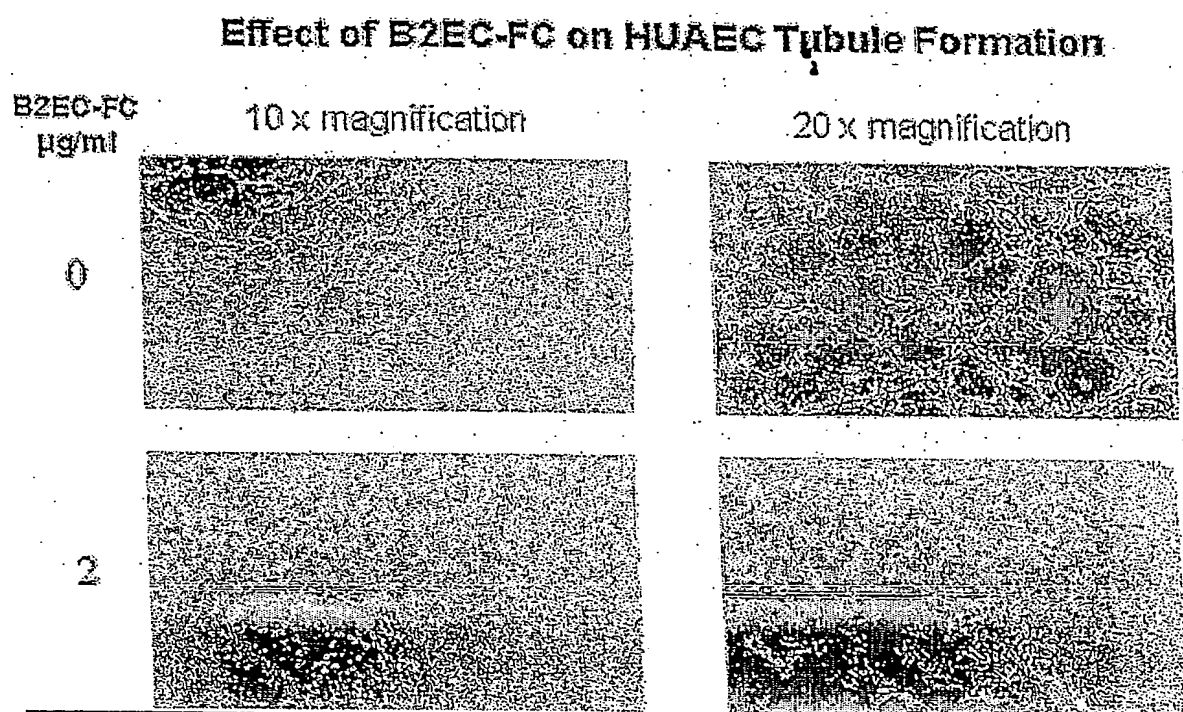 Effect of B2EC-FC on HUAEC Tubule Formation
B2EC-FC
µg/ml
10 x magnification
20 x magnification
0
2